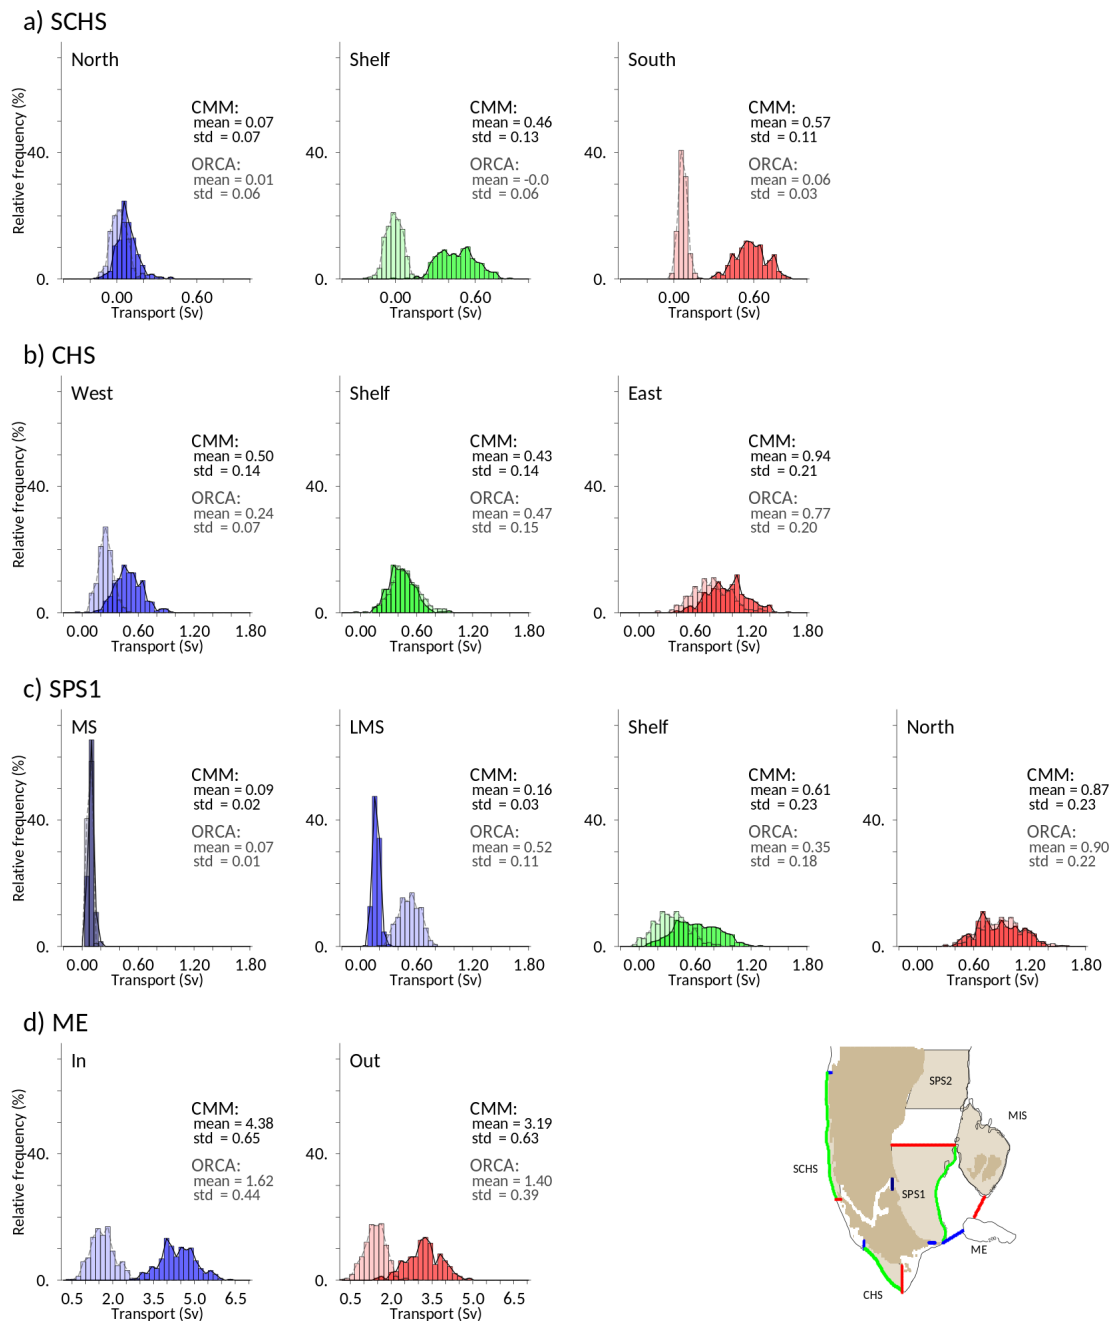 a) SCHS
North
Shelf
South
Relative frequency (%)
CMM:
mean = 0.07
std = 0.07
ORCA:
mean = 0.01
std = 0.06
CMM:
mean = 0.46
std = 0.13
ORCA:
mean = -0.0
std = 0.06
CMM:
mean = 0.57
std = 0.11
ORCA:
mean = 0.06
std = 0.03
40.
40.
40.
0.
0.
0.
0.00 0.60
0.00 0.60
0.00 0.60
Transport (Sv)
Transport (Sv)
Transport (Sv)
b) CHS
West
Shelf
East
Relative frequency (%)
CMM:
mean = 0.50
std = 0.14
ORCA:
mean = 0.24
std = 0.07
CMM:
mean = 0.43
std = 0.14
ORCA:
mean = 0.47
std = 0.15
CMM:
mean = 0.94
std = 0.21
ORCA:
mean = 0.77
std = 0.20
40.
40.
40.
0.
0.
0.
0.00 0.60 1.20 1.80
0.00 0.60 1.20 1.80
0.00 0.60 1.20 1.80
Transport (Sv)
Transport (Sv)
Transport (Sv)
c) SPS1
MS
LMS
Shelf
North
Relative frequency (%)
CMM:
mean = 0.09
std = 0.02
ORCA:
mean = 0.07
std = 0.01
CMM:
mean = 0.16
std = 0.03
ORCA:
mean = 0.52
std = 0.11
CMM:
mean = 0.61
std = 0.23
ORCA:
mean = 0.35
std = 0.18
CMM:
mean = 0.87
std = 0.23
ORCA:
mean = 0.90
std = 0.22
40.
40.
40.
40.
0.
0.
0.
0.
0.00 0.60 1.20 1.80
0.00 0.60 1.20 1.80
0.00 0.60 1.20 1.80
0.00 0.60 1.20 1.80
Transport (Sv)
Transport (Sv)
Transport (Sv)
Transport (Sv)
d) ME
In
Out
Relative frequency (%)
CMM:
mean = 4.38
std = 0.65
ORCA:
mean = 1.62
std = 0.44
CMM:
mean = 3.19
std = 0.63
ORCA:
mean = 1.40
std = 0.39
40.
40.
0.
0.
0.5 2.0 3.5 5.0 6.5
0.5 2.0 3.5 5.0 6.5
Transport (Sv)
Transport (Sv)
SPS2
MIS
SCHS
SPS1
ME
CHS